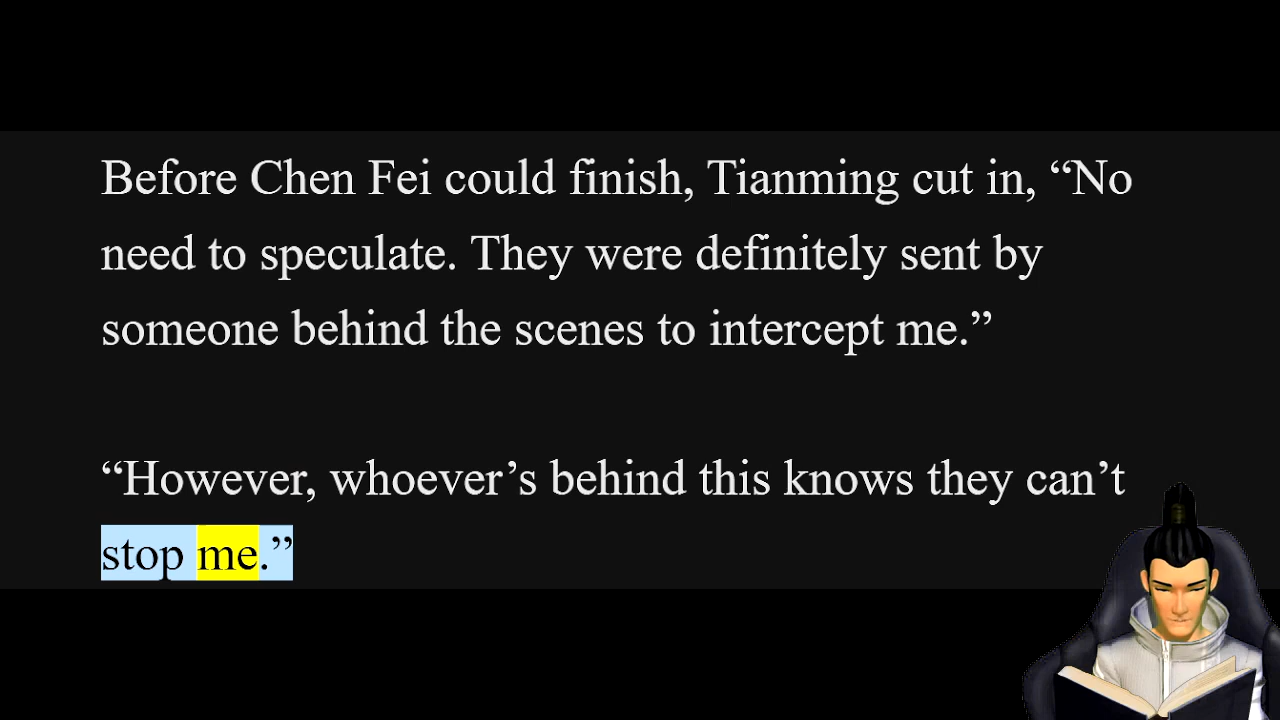 Before Chen Fei could finish, Tianming cut in, “No
need to speculate. They were definitely sent by
someone behind the scenes to intercept me.”
“However, whoever’s behind this knows they can’t
stop me.”